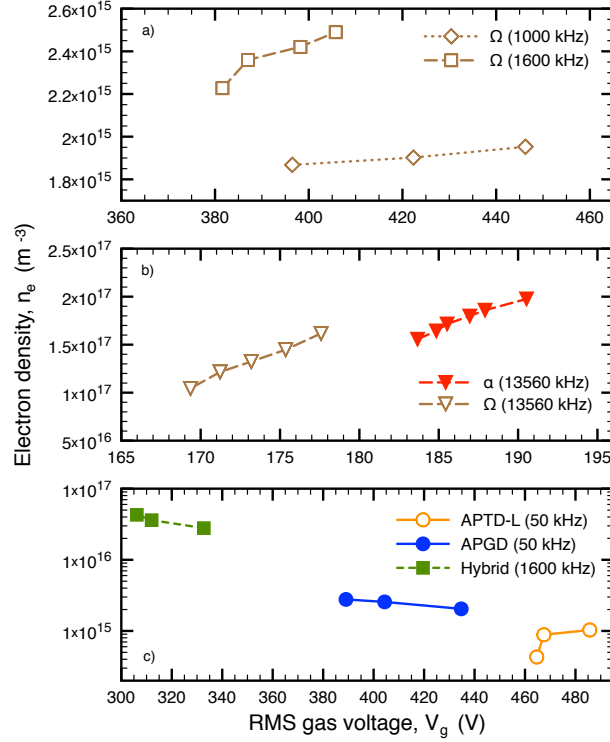 2.6x10^15
2.4x10^15
2.2x10^15
2x10^15
1.8x10^15
a)
Ω (1000 kHz)
Ω (1600 kHz)
360 380 400 420 440 460
Electron density, n_e (m^-3)
2.5x10^17
2x10^17
1.5x10^17
1x10^17
5x10^16
b)
α (13560 kHz)
Ω (13560 kHz)
165 170 175 180 185 190 195
1x10^17
1x10^16
1x10^15
APTD-L (50 kHz)
APGD (50 kHz)
Hybrid (1600 kHz)
c)
300 320 340 360 380 400 420 440 460 480
RMS gas voltage, V_g (V)